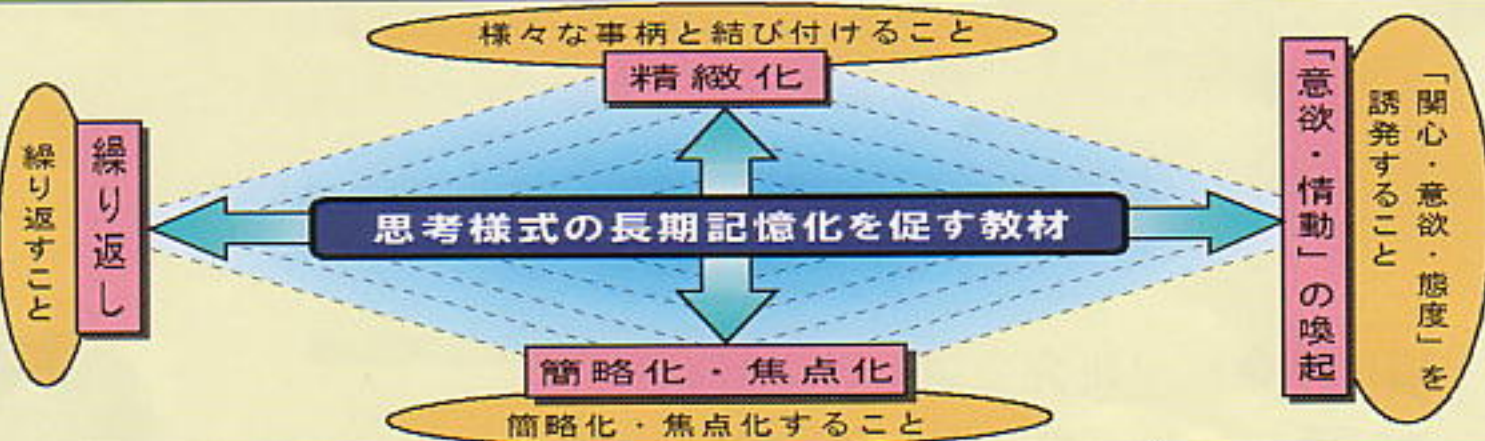 様々な事柄と結び付けること
精緻化
繰り返すこと
繰り返し
思考様式の長期記憶化を促す教材
「意欲・情動」の喚起
「関心・意欲・態度」を
誘発すること
簡略化・焦点化
簡略化・焦点化すること